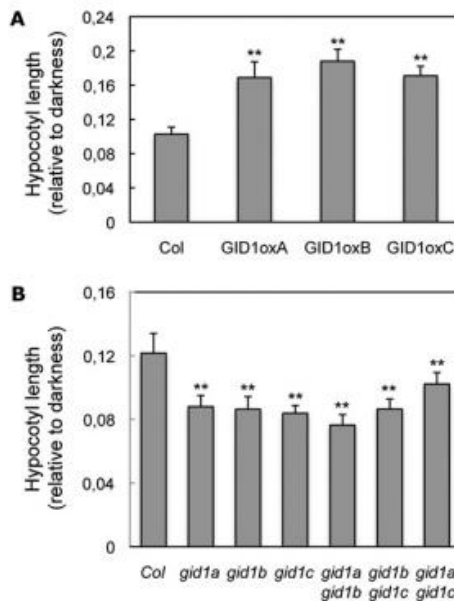 A
Hypocotyl length
(relative to darkness)
0,24
0,20
0,16
0,12
0,08
0,04
0
**
**
**
Col
GID1oxA
GID1oxB
GID1oxC
B
Hypocotyl length
(relative to darkness)
0,16
0,12
0,08
0,04
0
**
**
**
**
**
**
Col
gid1a
gid1b
gid1c
gid1a
gid1b
gid1b
gid1c
gid1a
gid1c